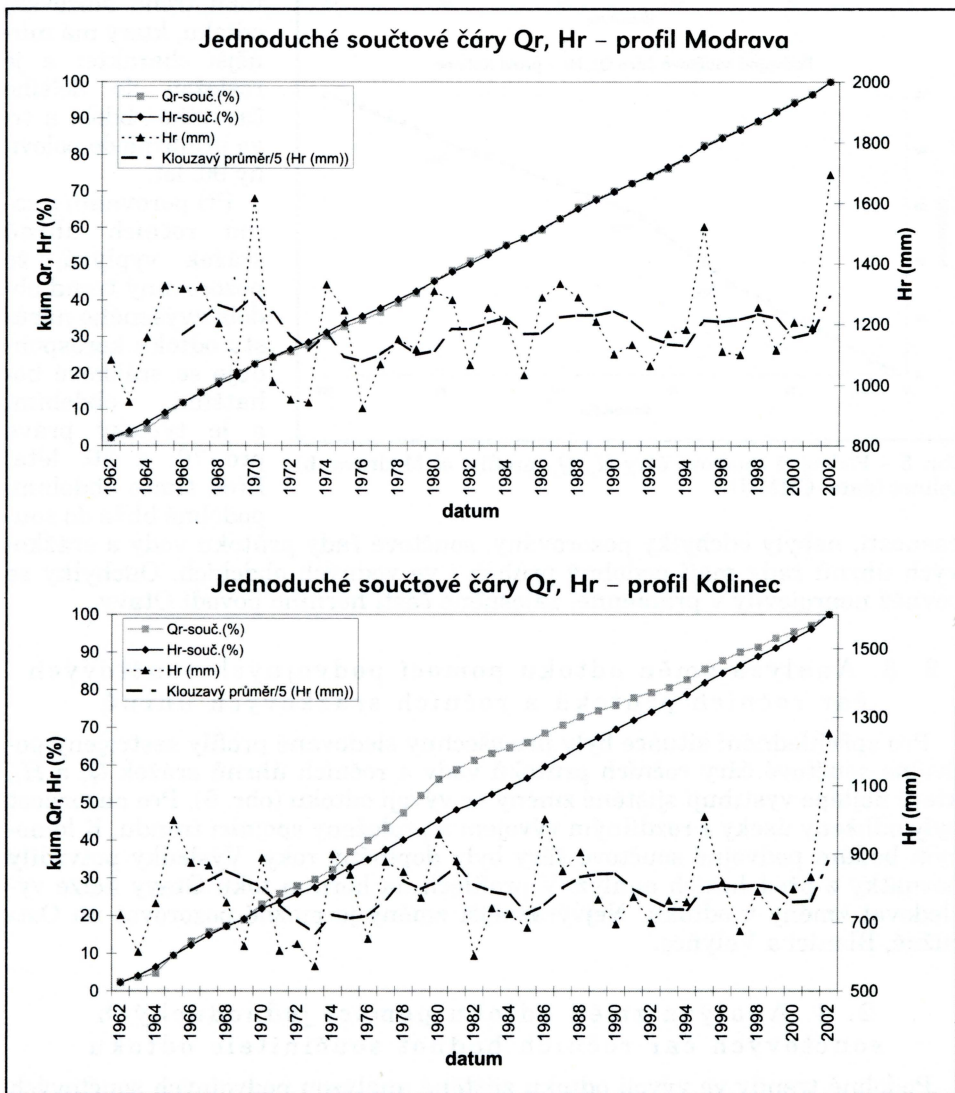 Jednoduché součtové čáry Qr, Hr – profil Modrava
Qr-souč.(%)
Hr-souč.(%)
Hr (mm)
Klouzavý průměr/5 (Hr (mm))
kum Qr, Hr (%)
100
90
80
70
60
50
40
30
20
10
0
2000
1800
1600
1400
1200
1000
800
Hr (mm)
1962 1964 1966 1968 1970 1972 1974 1976 1978 1980 1982 1984 1986 1988 1990 1992 1994 1996 1998 2000 2002
datum
Jednoduché součtové čáry Qr, Hr – profil Kolinec
Qr-souč.(%)
Hr-souč.(%)
Hr (mm)
Klouzavý průměr/5 (Hr (mm))
kum Qr, Hr (%)
100
90
80
70
60
50
40
30
20
10
0
1500
1300
1100
900
700
500
Hr (mm)
1962 1964 1966 1968 1970 1972 1974 1976 1978 1980 1982 1984 1986 1988 1990 1992 1994 1996 1998 2000 2002
datum